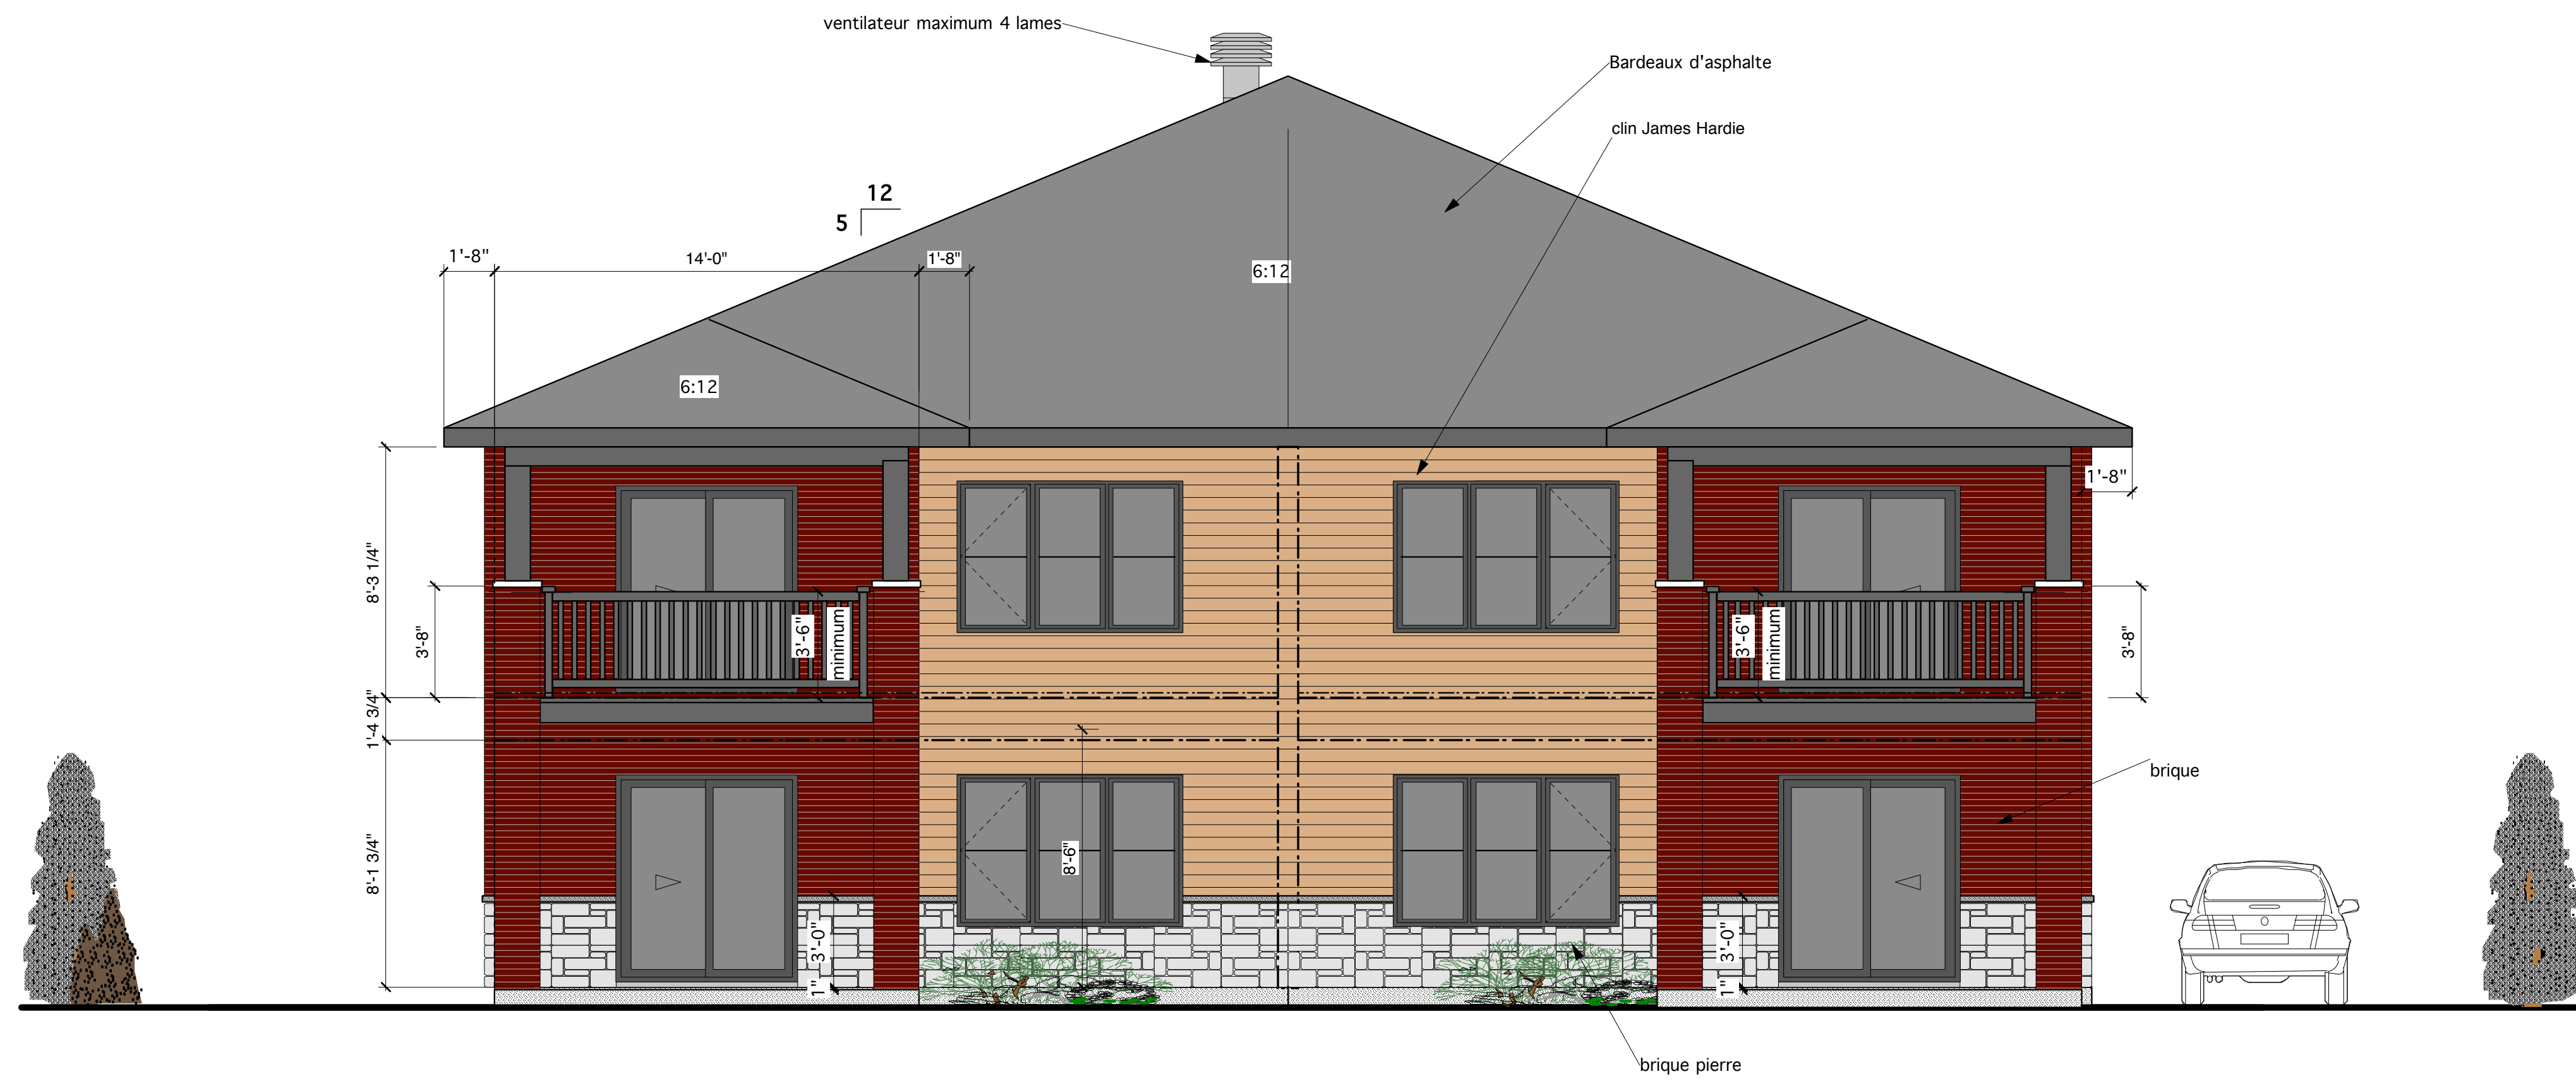 ventilateur maximum 4 lames
Bardeaux d'asphalte
clin James Hardie
12
5
1'-8"
14'-0"
1'-8"
6:12
6:12
1'-8"
8'-3 1/4"
3'-8"
3'-6"
minimum
3'-6"
minimum
3'-8"
1'-4 3/4"
brique
8'-6"
8'-1 3/4"
3'-0"
1"
3'-0"
1"
brique pierre